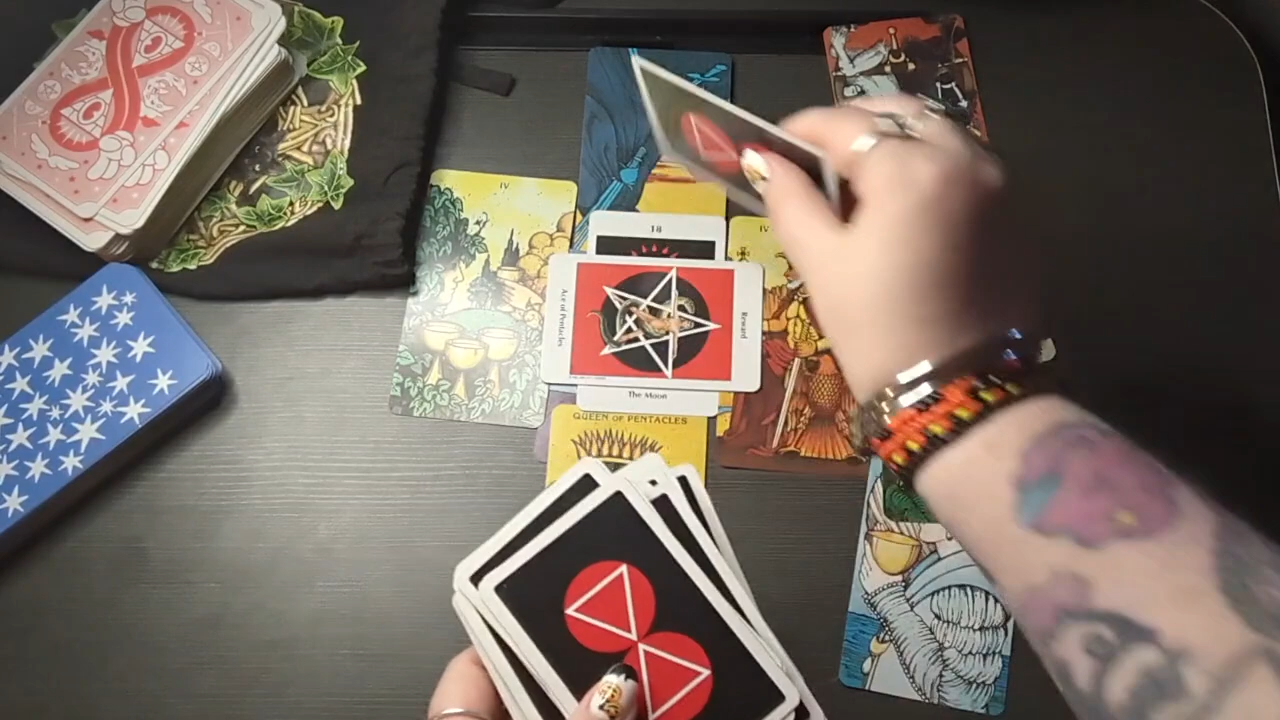 IV
18
IV
Ace of Pentacles
Reward
The Moon
QUEEN OF PENTACLES